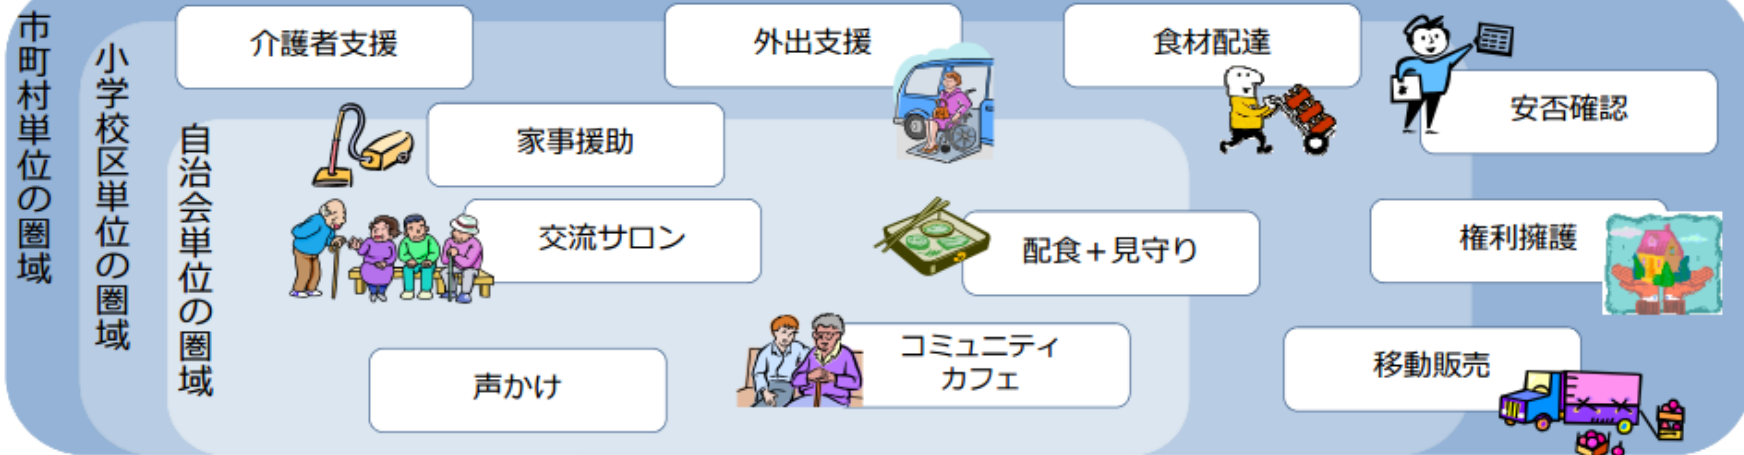 市町村単位の圏域
小学校区単位の圏域
自治会単位の圏域
介護者支援
外出支援
食材配達
安否確認
家事援助
交流サロン
配食＋見守り
権利擁護
声かけ
コミュニティ
カフェ
移動販売